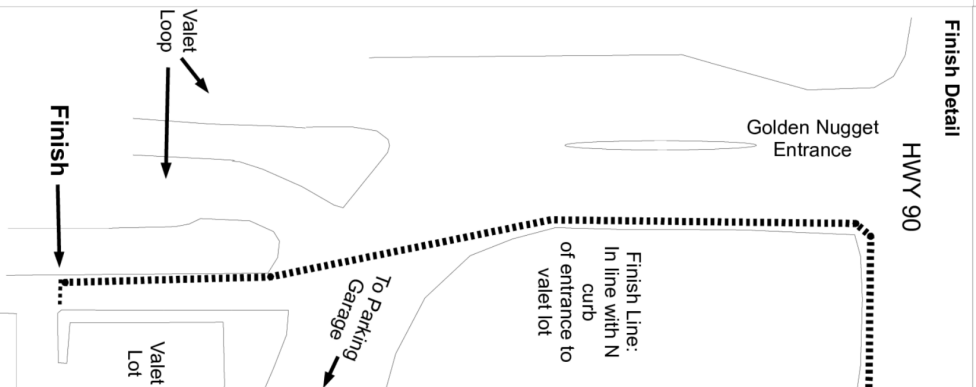 Finish Detail
HWY 90
Golden Nugget
Entrance
Valet
Loop
Finish
Finish Line:
In line with N
curb
of entrance to
valet lot
To Parking
Garage
Valet
Lot